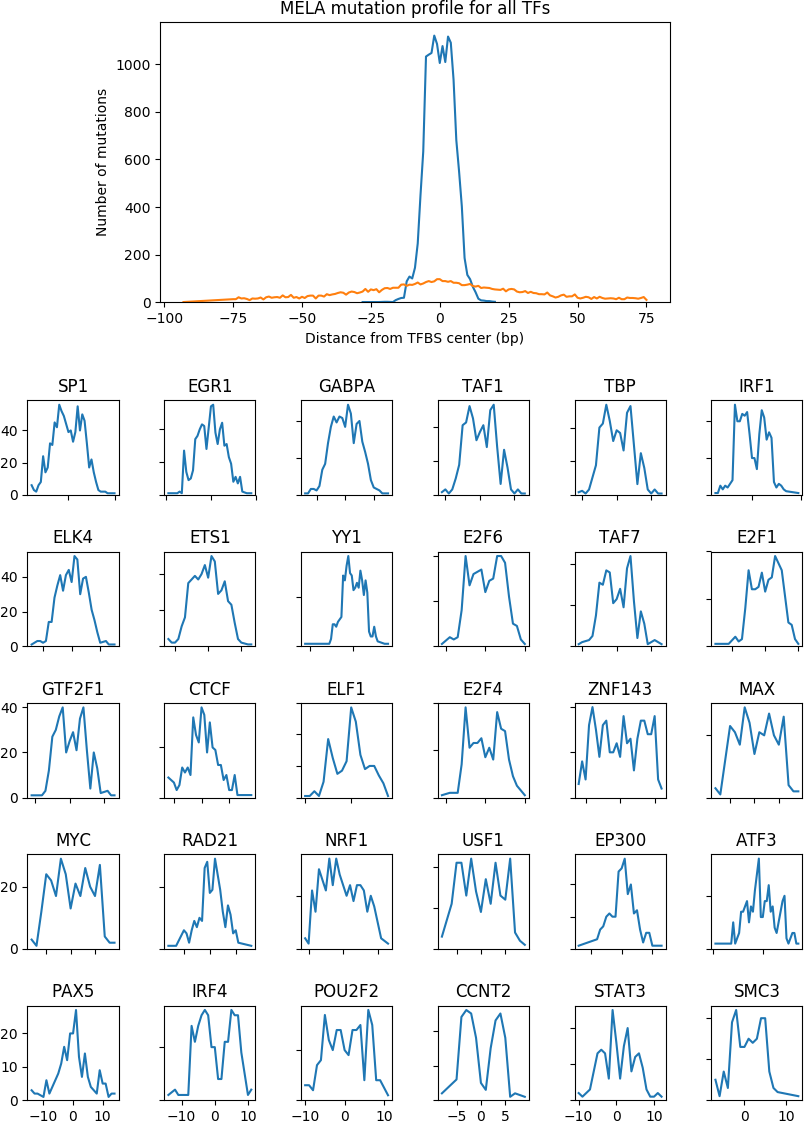 MELA mutation profile for all TFs
Number of mutations
1000
800
600
400
200
0
−100 −75 −50 −25 0 25 50 75
Distance from TFBS center (bp)
SP1 EGR1 GABPA TAF1 TBP IRF1
40
20
0
ELK4 ETS1 YY1 E2F6 TAF7 E2F1
40
20
0
GTF2F1 CTCF ELF1 E2F4 ZNF143 MAX
40
20
0
MYC RAD21 NRF1 USF1 EP300 ATF3
20
0
PAX5 IRF4 POU2F2 CCNT2 STAT3 SMC3
20
10
0
−10 0 10 −10 0 10 −10 0 10 −5 0 5 −10 0 10 0 10